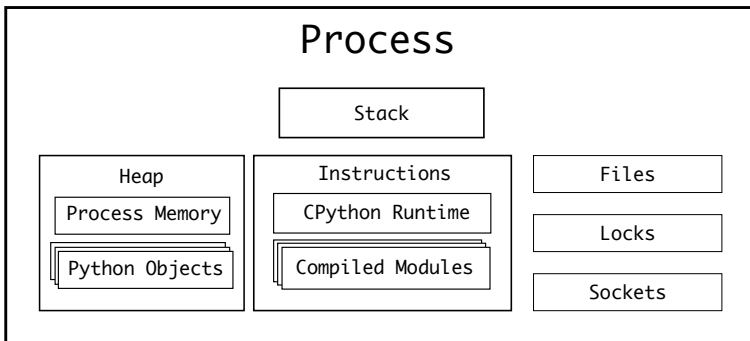 Process
Stack
Heap
Process Memory
Python Objects
Instructions
CPython Runtime
Compiled Modules
Files
Locks
Sockets